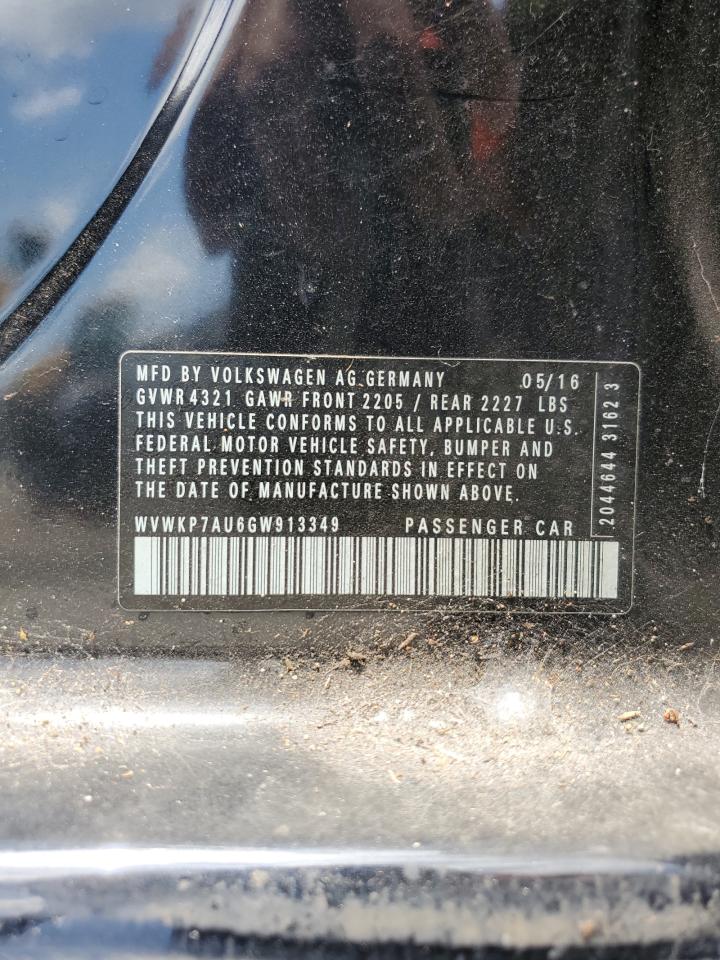 MFD BY VOLKSWAGEN AG GERMANY 05/16
GVWR 4321 GAWR FRONT 2205 / REAR 2227 LBS
THIS VEHICLE CONFORMS TO ALL APPLICABLE U.S.
FEDERAL MOTOR VEHICLE SAFETY, BUMPER AND
THEFT PREVENTION STANDARDS IN EFFECT ON
THE DATE OF MANUFACTURE SHOWN ABOVE.
WVWKP7AU6GW913349 PASSENGER CAR
2044644 31623